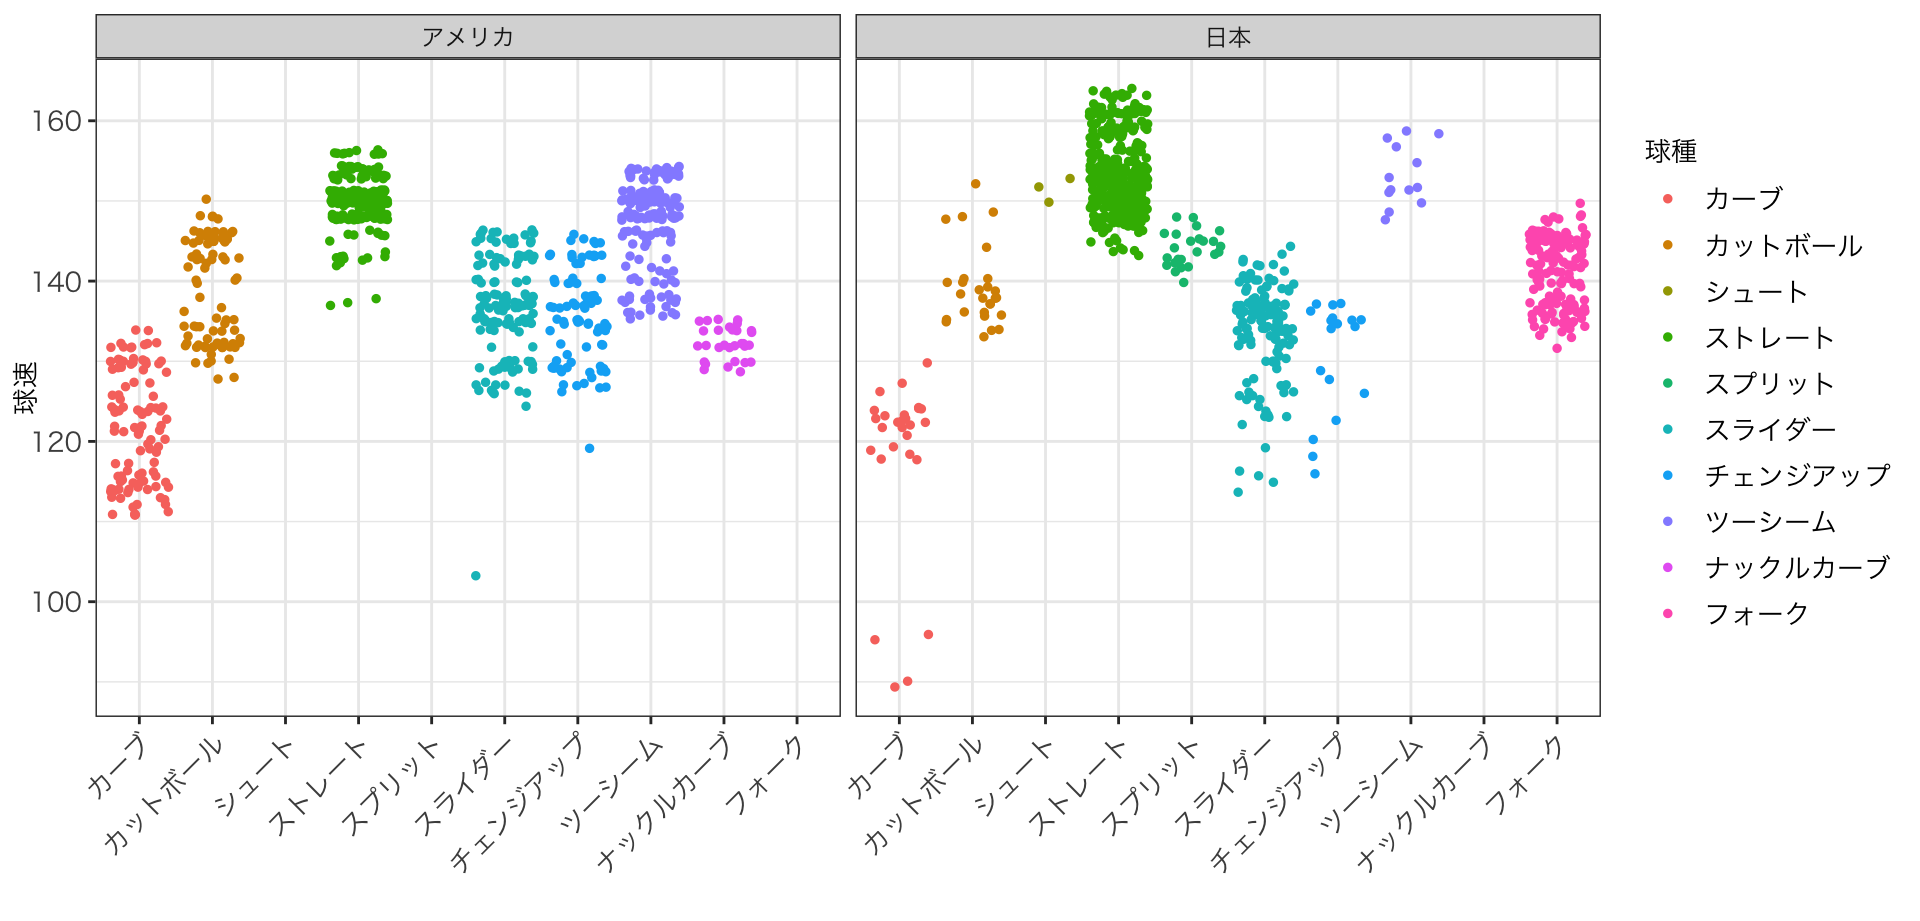 アメリカ
日本
球速
160
140
120
100
カーブ
カットボール
シュート
ストレート
スプリット
スライダー
チェンジアップ
ツーシーム
ナックルカーブ
フォーク
カーブ
カットボール
シュート
ストレート
スプリット
スライダー
チェンジアップ
ツーシーム
ナックルカーブ
フォーク
球種
カーブ
カットボール
シュート
ストレート
スプリット
スライダー
チェンジアップ
ツーシーム
ナックルカーブ
フォーク